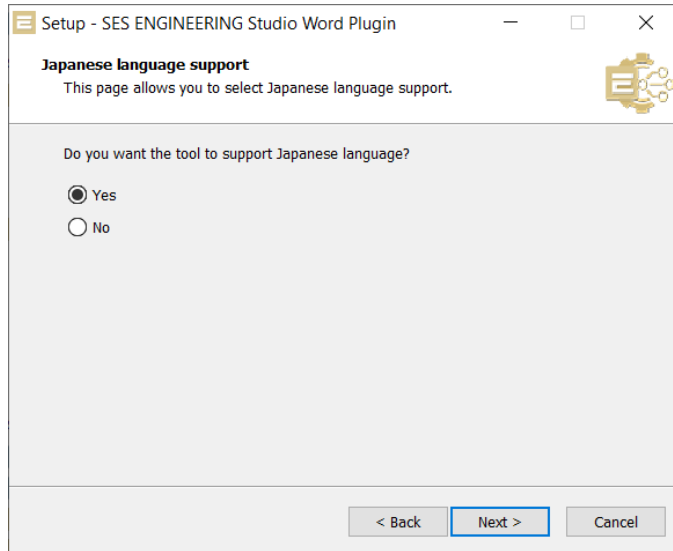 Setup - SES ENGINEERING Studio Word Plugin
Japanese language support
This page allows you to select Japanese language support.
Do you want the tool to support Japanese language?
Yes
No
< Back
Next >
Cancel